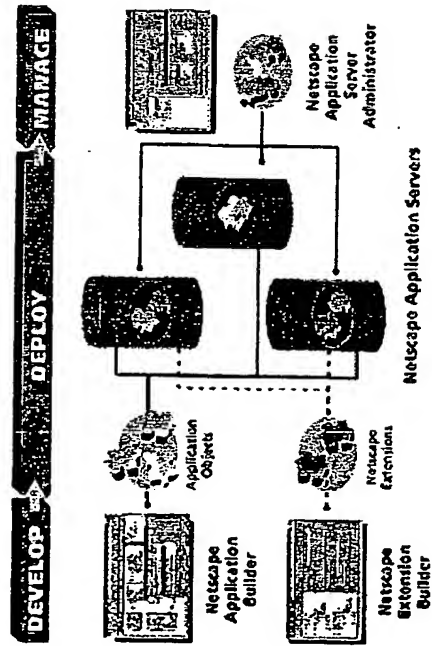 DEVELOP
DEPLOY
MANAGE
Netscape
Application
Builder
Application
Objects
Netscape
Application
Server
Administrator
Netscape
Extension
Builder
Netscape
Extensions
Netscape Application Servers